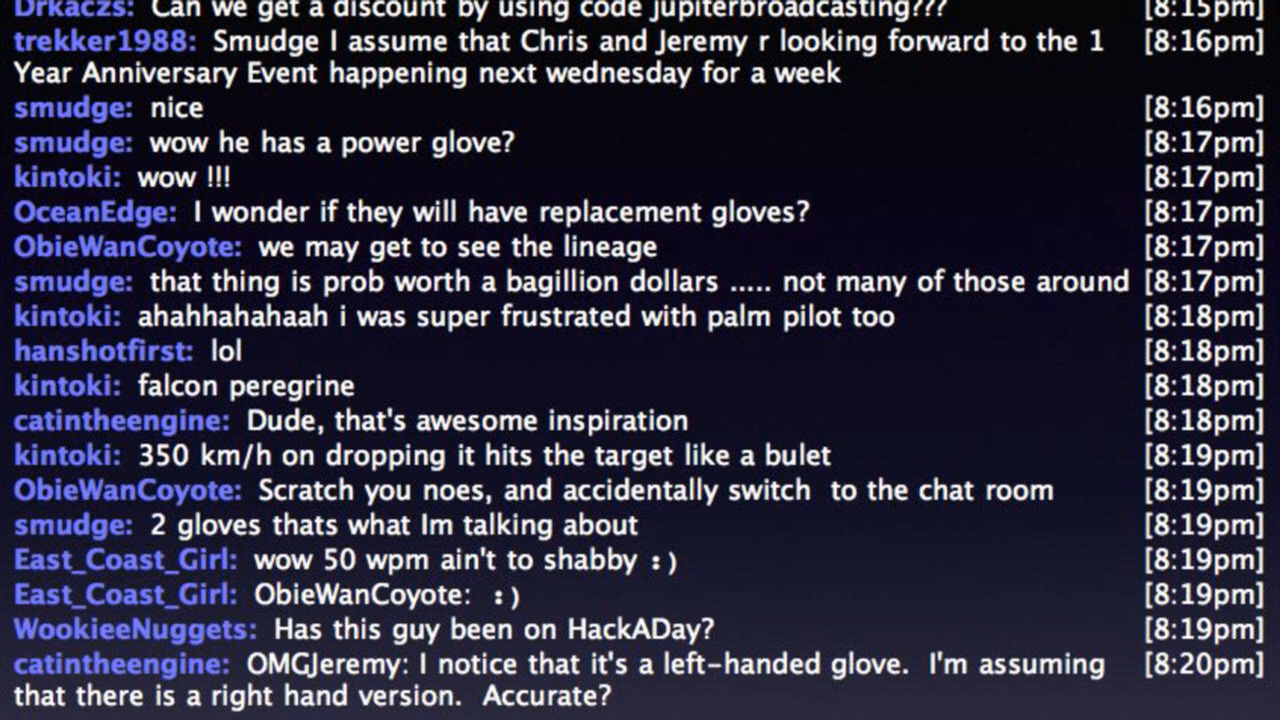 Drkaczs: Can we get a discount by using code jupiterbroadcasting??? [8:15pm]
trekker1988: Smudge I assume that Chris and Jeremy r looking forward to the 1 [8:16pm]
Year Anniversary Event happening next wednesday for a week
smudge: nice [8:16pm]
smudge: wow he has a power glove? [8:17pm]
kintoki: wow !!! [8:17pm]
OceanEdge: I wonder if they will have replacement gloves? [8:17pm]
ObieWanCoyote: we may get to see the lineage [8:17pm]
smudge: that thing is prob worth a bagillion dollars ..... not many of those around [8:17pm]
kintoki: ahahhahahaah i was super frustrated with palm pilot too [8:18pm]
hanshotfirst: lol [8:18pm]
kintoki: falcon peregrine [8:18pm]
catintheengine: Dude, that's awesome inspiration [8:18pm]
kintoki: 350 km/h on dropping it hits the target like a bulet [8:19pm]
ObieWanCoyote: Scratch you noes, and accidentally switch  to the chat room [8:19pm]
smudge: 2 gloves thats what Im talking about [8:19pm]
East_Coast_Girl: wow 50 wpm ain't to shabby :) [8:19pm]
East_Coast_Girl: ObieWanCoyote:  :) [8:19pm]
WookieeNuggets: Has this guy been on HackADay? [8:19pm]
catintheengine: OMGJeremy: I notice that it's a left-handed glove.  I'm assuming [8:20pm]
that there is a right hand version.  Accurate?